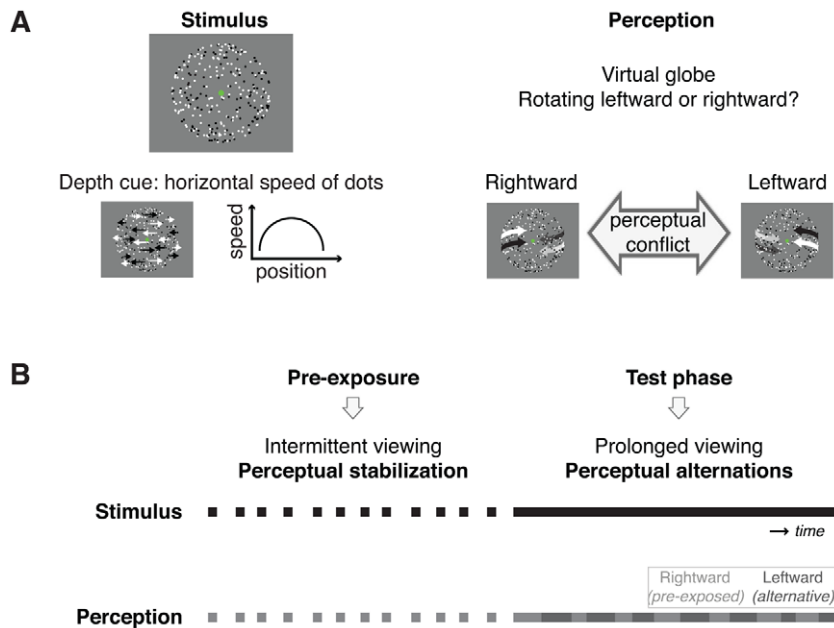 A
Stimulus
Perception
Virtual globe
Rotating leftward or rightward?
Depth cue: horizontal speed of dots
speed
position
Rightward
Leftward
perceptual
conflict
B
Pre-exposure
Test phase
Intermittent viewing
Prolonged viewing
Perceptual stabilization
Perceptual alternations
Stimulus
→ time
Rightward
Leftward
(pre-exposed)
(alternative)
Perception